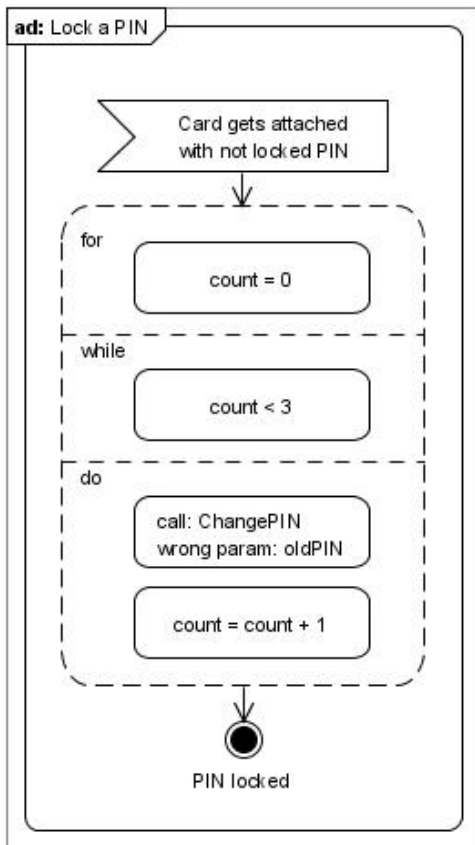 ad: Lock a PIN
Card gets attached
with not locked PIN
for
count = 0
while
count < 3
do
call: ChangePIN
wrong param: oldPIN
count = count + 1
PIN locked